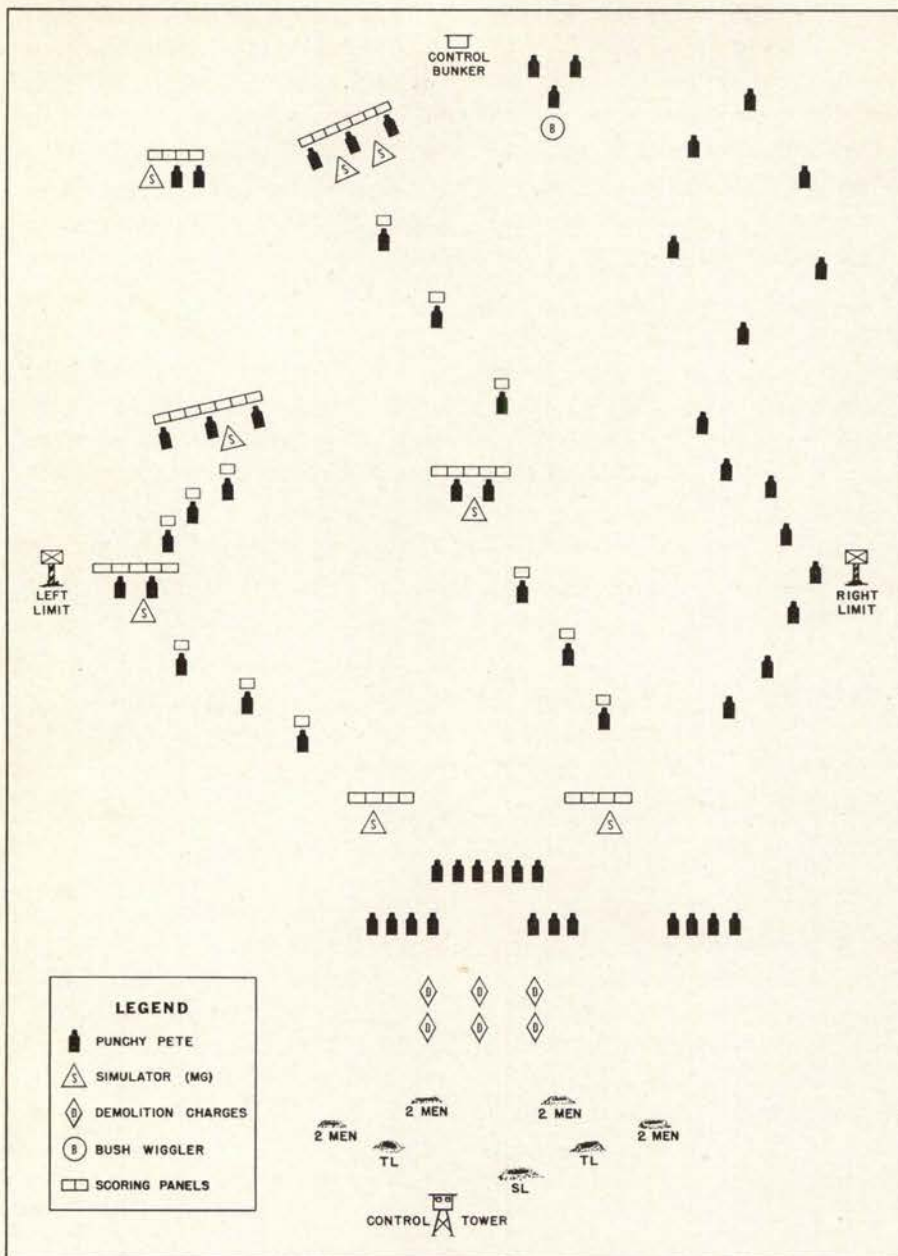 CONTROL
BUNKER
B
S
S
S
S
S
LEFT
LIMIT
S
RIGHT
LIMIT
S
S
D
D
D
D
D
D
LEGEND
PUNCHY PETE
S SIMULATOR (MG)
D DEMOLITION CHARGES
B BUSH WIGGLER
SCORING PANELS
2 MEN
2 MEN
2 MEN
2 MEN
TL
TL
SL
CONTROL TOWER